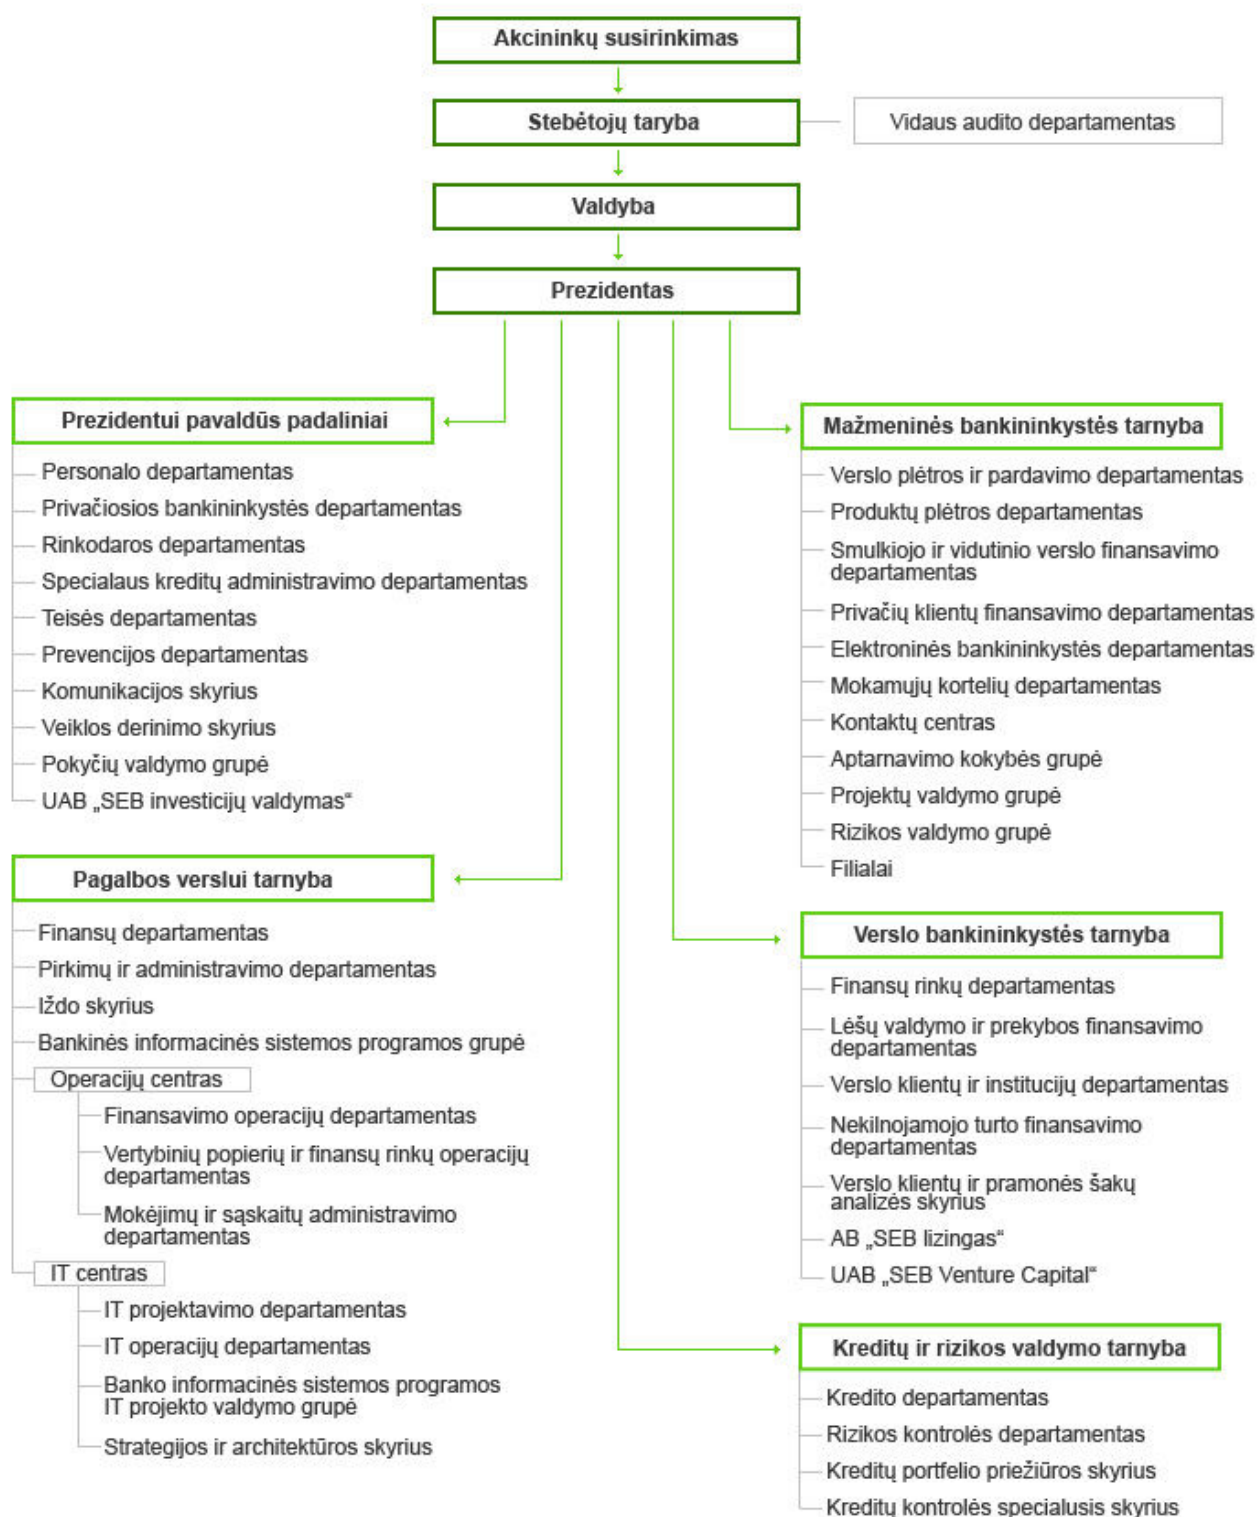 Akcininkų susirinkimas
Stebėtojų taryba
Vidaus audito departamentas
Valdyba
Prezidentas
Prezidentui pavaldūs padaliniai
Personalo departamentas
Privačiosios bankininkystės departamentas
Rinkodaros departamentas
Specialaus kreditų administravimo departamentas
Teisės departamentas
Prevencijos departamentas
Komunikacijos skyrius
Veiklos derinimo skyrius
Pokyčių valdymo grupė
UAB „SEB investicijų valdymas“
Pagalbos verslui tarnyba
Finansų departamentas
Pirkimų ir administravimo departamentas
Iždo skyrius
Bankinės informacinės sistemos programos grupė
Operacijų centras
Finansavimo operacijų departamentas
Vertybinių popierių ir finansų rinkų operacijų
departamentas
Mokėjimų ir sąskaitų administravimo
departamentas
IT centras
IT projektavimo departamentas
IT operacijų departamentas
Banko informacinės sistemos programos
IT projekto valdymo grupė
Strategijos ir architektūros skyrius
Mažmeninės bankininkystės tarnyba
Verslo plėtros ir pardavimo departamentas
Produktų plėtros departamentas
Smulkiojo ir vidutinio verslo finansavimo
departamentas
Privačių klientų finansavimo departamentas
Elektroninės bankininkystės departamentas
Mokamųjų kortelių departamentas
Kontaktų centras
Aptarnavimo kokybės grupė
Projektų valdymo grupė
Rizikos valdymo grupė
Filialai
Verslo bankininkystės tarnyba
Finansų rinkų departamentas
Lėšų valdymo ir prekybos finansavimo
departamentas
Verslo klientų ir institucijų departamentas
Nekilnojamojo turto finansavimo
departamentas
Verslo klientų ir pramonės šakų
analizės skyrius
AB „SEB lizingas“
UAB „SEB Venture Capital“
Kreditų ir rizikos valdymo tarnyba
Kredito departamentas
Rizikos kontrolės departamentas
Kreditų portfelio priežiūros skyrius
Kreditų kontrolės specialusis skyrius